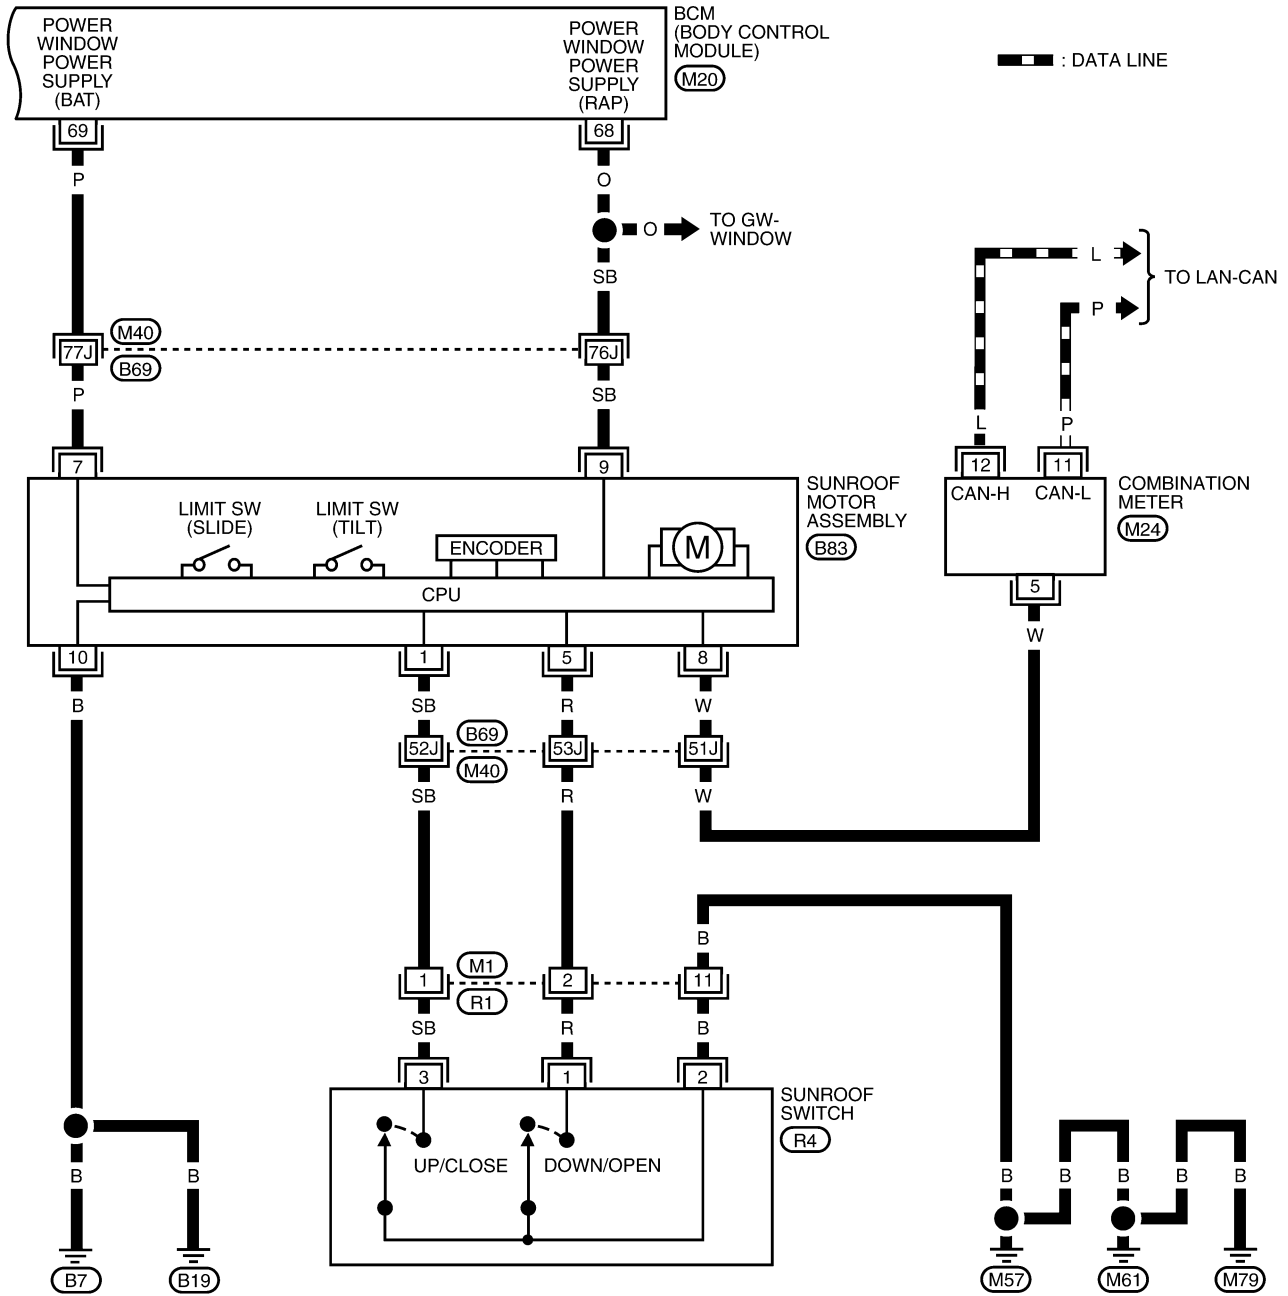 POWER
WINDOW
POWER
SUPPLY
(BAT)
POWER
WINDOW
POWER
SUPPLY
(RAP)
BCM
(BODY CONTROL
MODULE)
M20
: DATA LINE
69
68
P
O
O
TO GW-
WINDOW
SB
L
TO LAN-CAN
P
M40
77J
76J
B69
P
SB
L
P
7
9
12
11
CAN-H
CAN-L
COMBINATION
METER
M24
SUNROOF
MOTOR
ASSEMBLY
B83
LIMIT SW
(SLIDE)
LIMIT SW
(TILT)
ENCODER
M
CPU
5
W
10
1
5
8
B
SB
R
W
B69
52J
53J
51J
M40
SB
R
W
B
M1
1
2
11
R1
SB
R
B
3
1
2
SUNROOF
SWITCH
R4
UP/CLOSE
DOWN/OPEN
B
B
B
B
B
B
B
B7
B19
M57
M61
M79